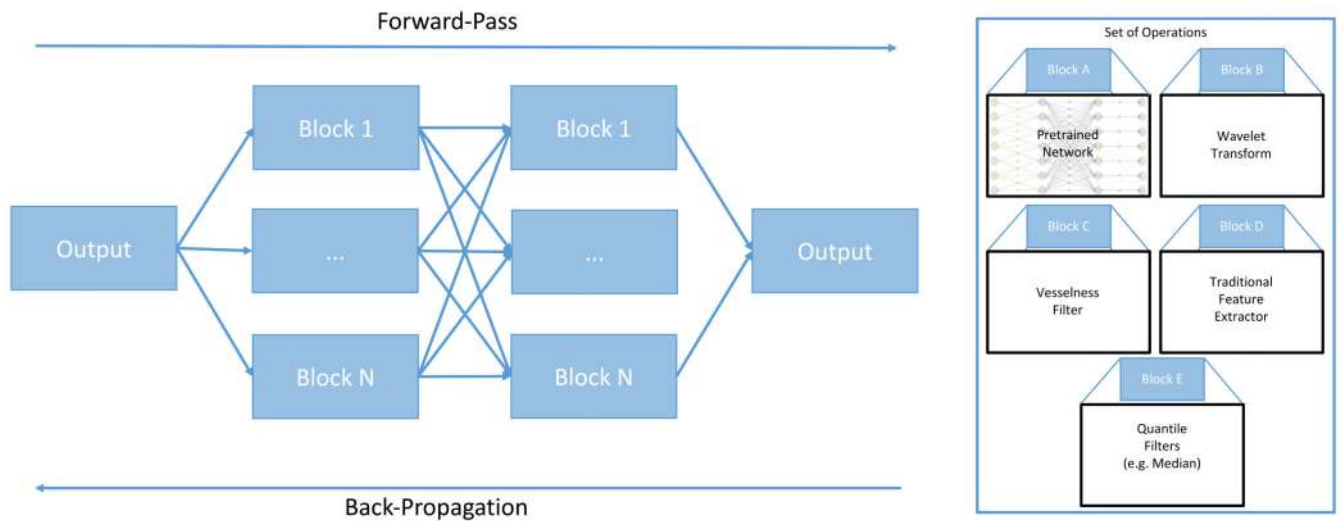 Forward-Pass
Block 1
Block 1
Output
...
...
Output
Block N
Block N
Back-Propagation
Set of Operations
Block A
Block B
Pretrained
Network
Wavelet
Transform
Block C
Block D
Vesselness
Filter
Traditional
Feature
Extractor
Block E
Quantile
Filters
(e.g. Median)